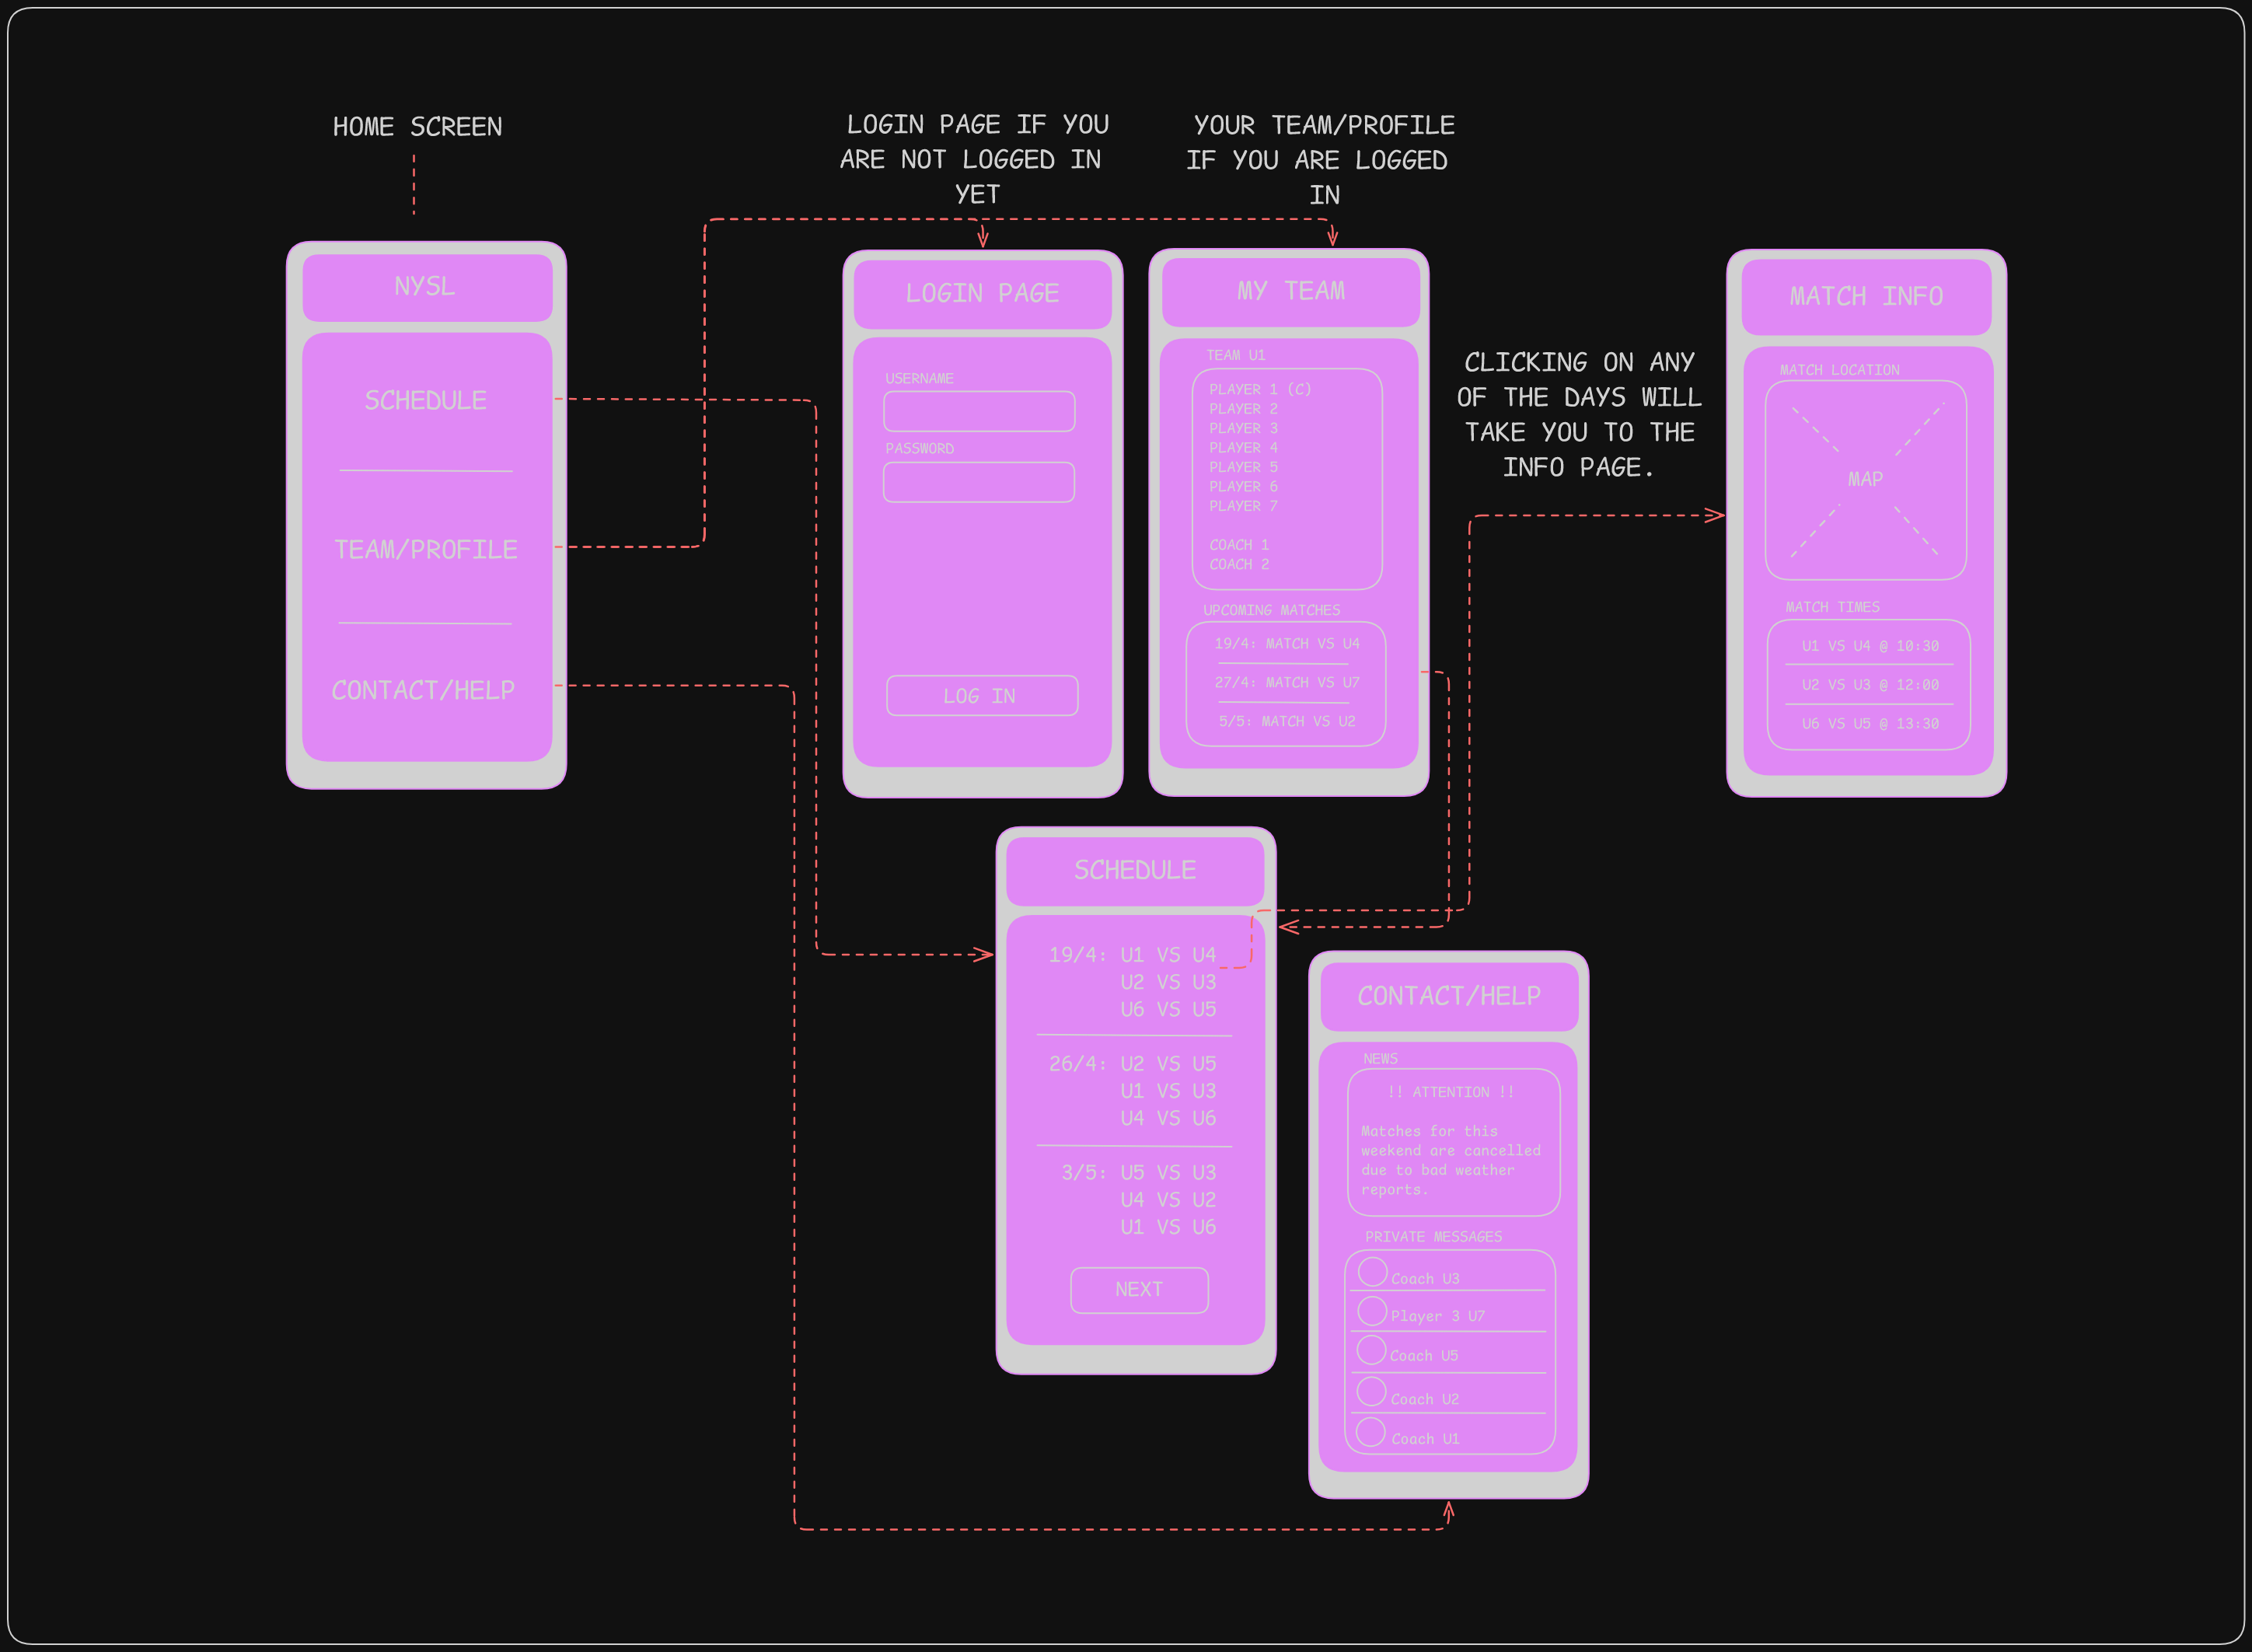 HOME SCREEN
NYSL
SCHEDULE
TEAM/PROFILE
CONTACT/HELP
LOGIN PAGE IF YOU
ARE NOT LOGGED IN
YET
LOGIN PAGE
USERNAME
PASSWORD
LOG IN
YOUR TEAM/PROFILE
IF YOU ARE LOGGED
IN
MY TEAM
TEAM U1
PLAYER 1 (C)
PLAYER 2
PLAYER 3
PLAYER 4
PLAYER 5
PLAYER 6
PLAYER 7
COACH 1
COACH 2
UPCOMING MATCHES
19/4: MATCH VS U4
27/4: MATCH VS U7
5/5: MATCH VS U2
CLICKING ON ANY
OF THE DAYS WILL
TAKE YOU TO THE
INFO PAGE.
MATCH INFO
MATCH LOCATION
MAP
MATCH TIMES
U1 VS U4 @ 10:30
U2 VS U3 @ 12:00
U6 VS U5 @ 13:30
SCHEDULE
19/4: U1 VS U4
U2 VS U3
U6 VS U5
26/4: U2 VS U5
U1 VS U3
U4 VS U6
3/5: U5 VS U3
U4 VS U2
U1 VS U6
NEXT
CONTACT/HELP
NEWS
!! ATTENTION !!
Matches for this
weekend are cancelled
due to bad weather
reports.
PRIVATE MESSAGES
Coach U3
Player 3 U7
Coach U5
Coach U2
Coach U1